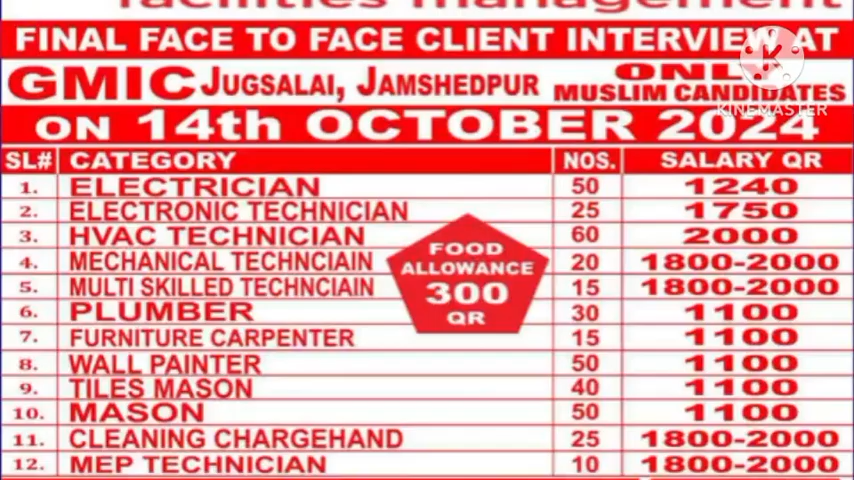 facilities management
FINAL FACE TO FACE CLIENT INTERVIEW AT
GMIC JUGSALAI, JAMSHEDPUR ONLY MUSLIM CANDIDATES
KINEMASTER
ON 14th OCTOBER 2024
SL# CATEGORY NOS. SALARY QR
1. ELECTRICIAN 50 1240
2. ELECTRONIC TECHNICIAN 25 1750
3. HVAC TECHNICIAN 60 2000
4. MECHANICAL TECHNCIAIN 20 1800-2000
5. MULTI SKILLED TECHNCIAIN 15 1800-2000
FOOD
ALLOWANCE
300
QR
6. PLUMBER 30 1100
7. FURNITURE CARPENTER 15 1100
8. WALL PAINTER 50 1100
9. TILES MASON 40 1100
10. MASON 50 1100
11. CLEANING CHARGEHAND 25 1800-2000
12. MEP TECHNICIAN 10 1800-2000